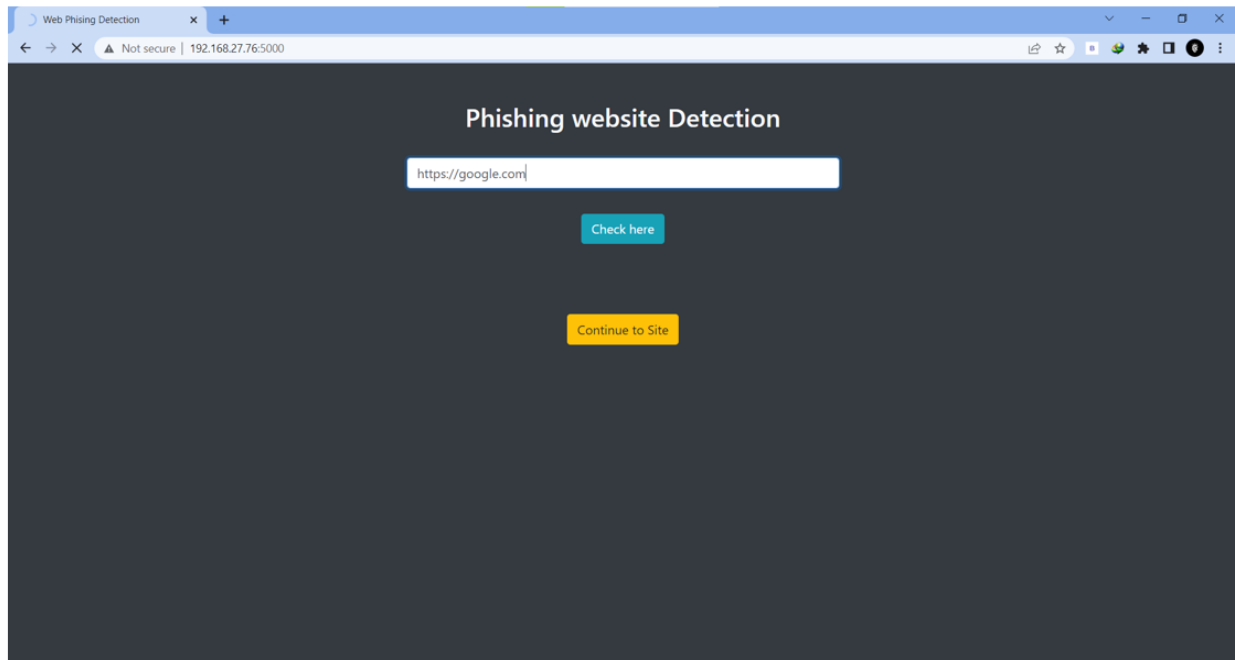 Web Phising Detection
Not secure | 192.168.27.76:5000
Phishing website Detection
https://google.com
Check here
Continue to Site